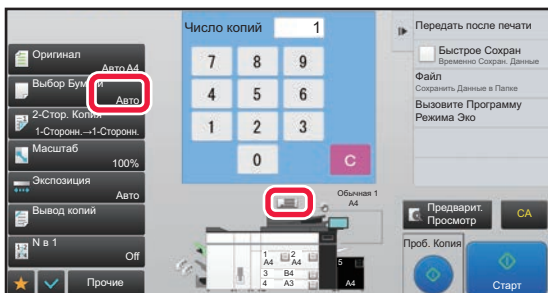 Число копий 1
Оригинал
Авто A4
Выбор Бумаги
Авто
2-Стор. Копия
1-Сторонн.→1-Сторонн.
Масштаб
100%
Экспозиция
Авто
Вывод копий
N в 1
Off
Прочие
7 8 9
4 5 6
1 2 3
0 C
Обычная 1
A4
1 A4
2 A4
3 B4
4 A3
5
A4
Передать после печати
Быстрое Сохран
Временно Сохран. Данные
Файл
Сохранить Данные в Папке
Вызовите Программу
Режима Эко
Предварит.
Просмотр
CA
Проб. Копия
Старт